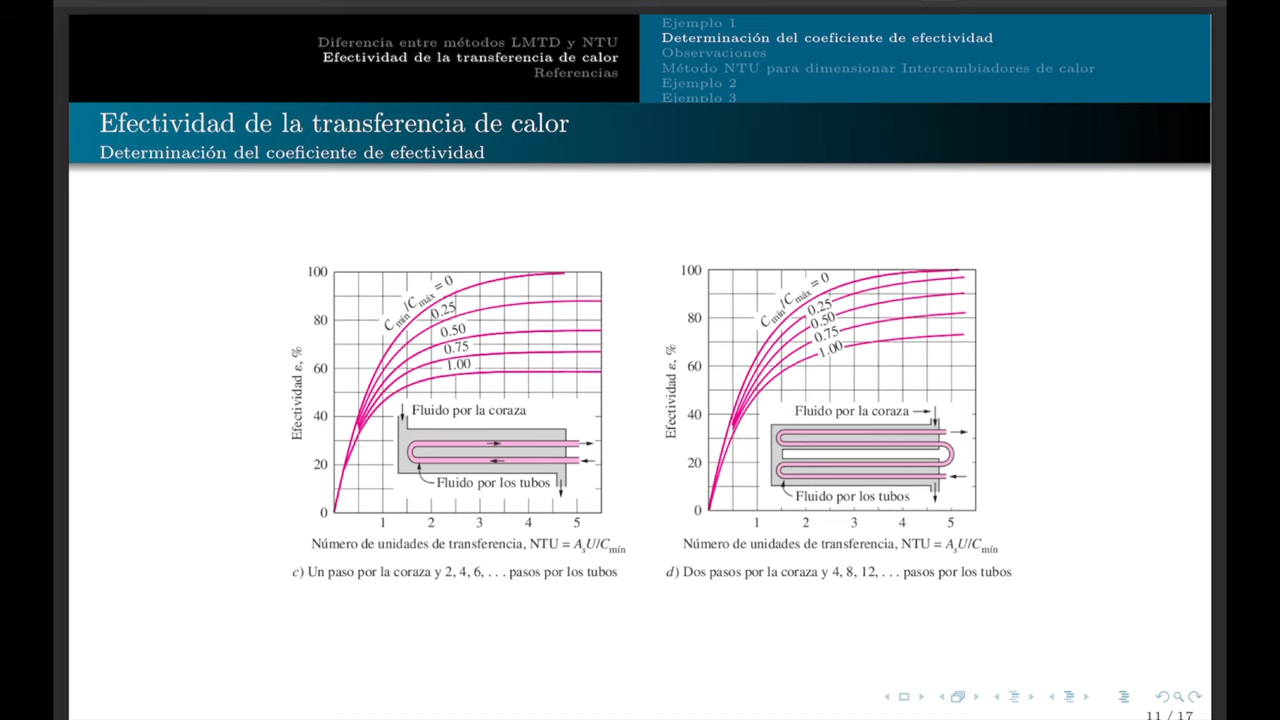 Diferencia entre métodos LMTD y NTU
Efectividad de la transferencia de calor
Referencias
Ejemplo 1
Determinación del coeficiente de efectividad
Observaciones
Método NTU para dimensionar Intercambiadores de calor
Ejemplo 2
Ejemplo 3
Efectividad de la transferencia de calor
Determinación del coeficiente de efectividad
100
80
60
40
20
0
Efectividad ε, %
Cmín/Cmáx = 0
0.25
0.50
0.75
1.00
Fluido por la coraza
Fluido por los tubos
1 2 3 4 5
Número de unidades de transferencia, NTU = AsU/Cmín
c) Un paso por la coraza y 2, 4, 6, . . . pasos por los tubos
100
80
60
40
20
0
Efectividad ε, %
Cmín/Cmáx = 0
0.25
0.50
0.75
1.00
Fluido por la coraza
Fluido por los tubos
1 2 3 4 5
Número de unidades de transferencia, NTU = AsU/Cmín
d) Dos pasos por la coraza y 4, 8, 12, . . . pasos por los tubos
11 / 17